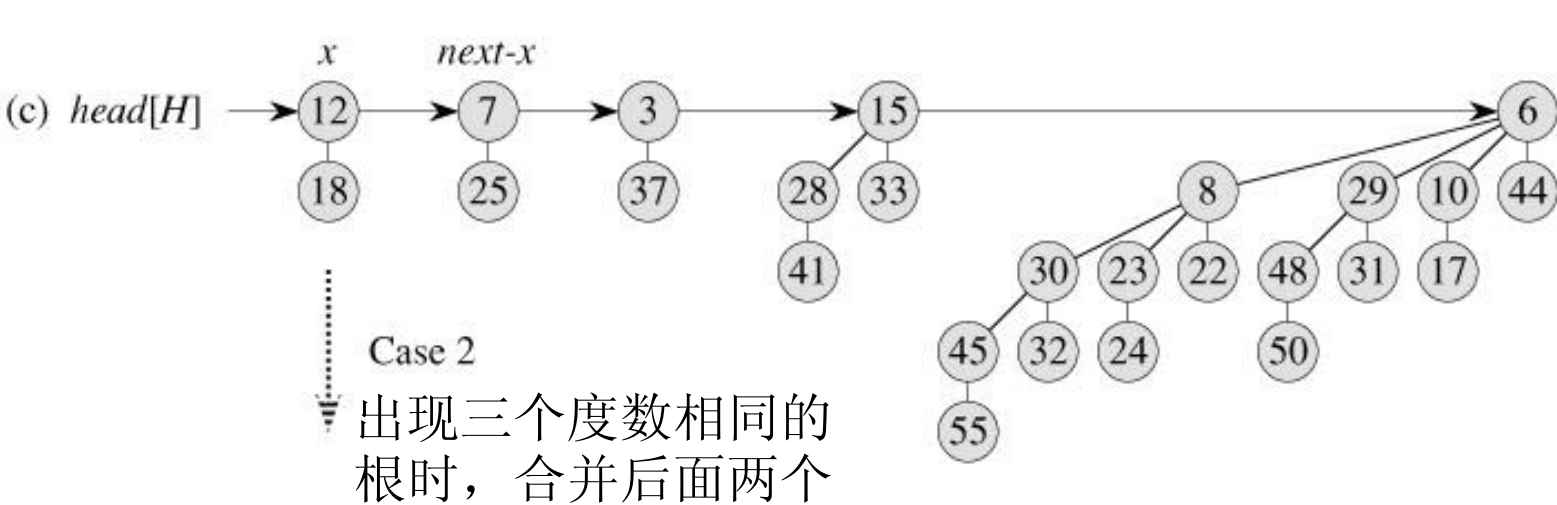 x next-x
(c) head[H] 12 7 3 15 6
18 25 37 28 33 8 29 10 44
41 30 23 22 48 31 17
Case 2 45 32 24 50
出现三个度数相同的 55
根时，合并后面两个